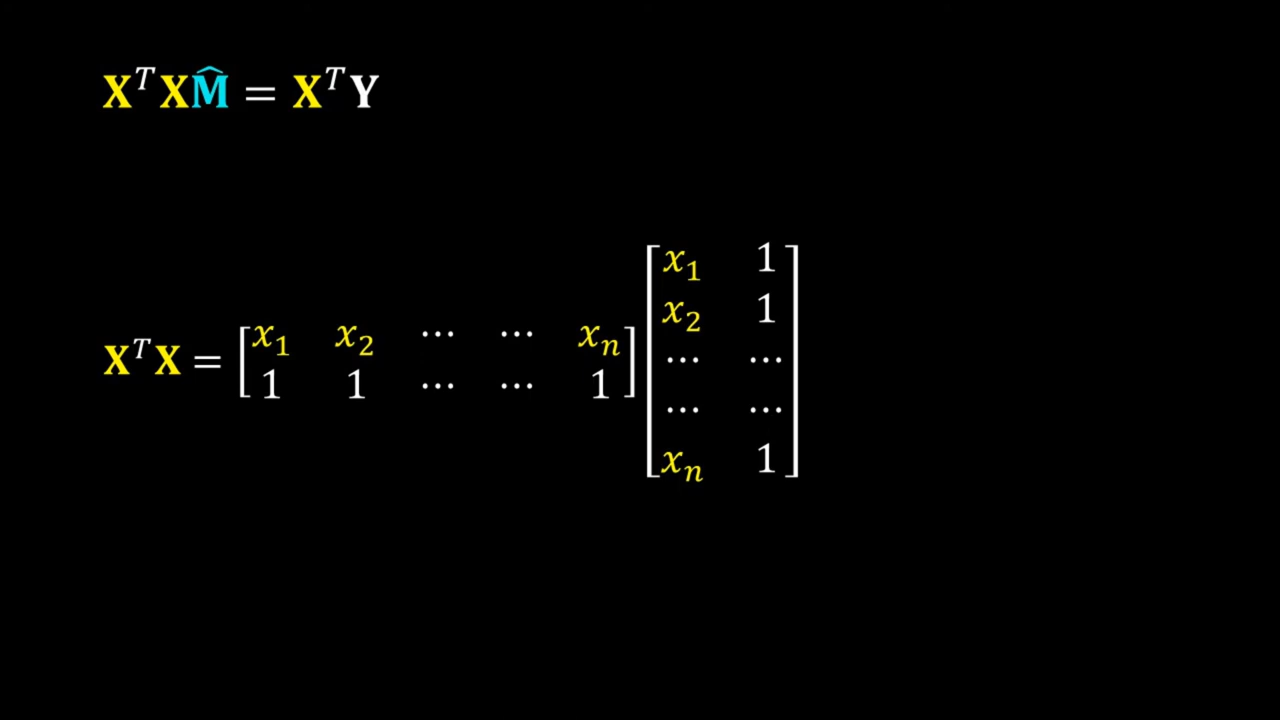 𝐗ᵀ𝐗𝐌̂ = 𝐗ᵀ𝐘
𝐗ᵀ𝐗 = [x₁ x₂ ⋯ ⋯ xₙ; 1 1 ⋯ ⋯ 1] [x₁ 1; x₂ 1; ⋯ ⋯; ⋯ ⋯; xₙ 1]